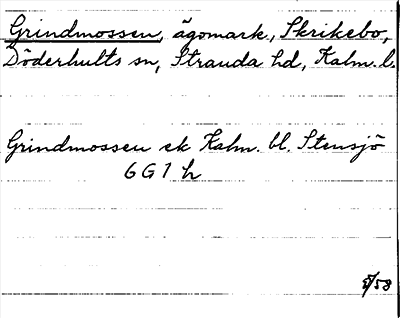 Grindmossen, ägomark, Skrikebo,
Döderhults sn, Stranda hd, Kalm. l.
Grindmossen ek Kalm. bl. Stensjö
6G1h
5/58